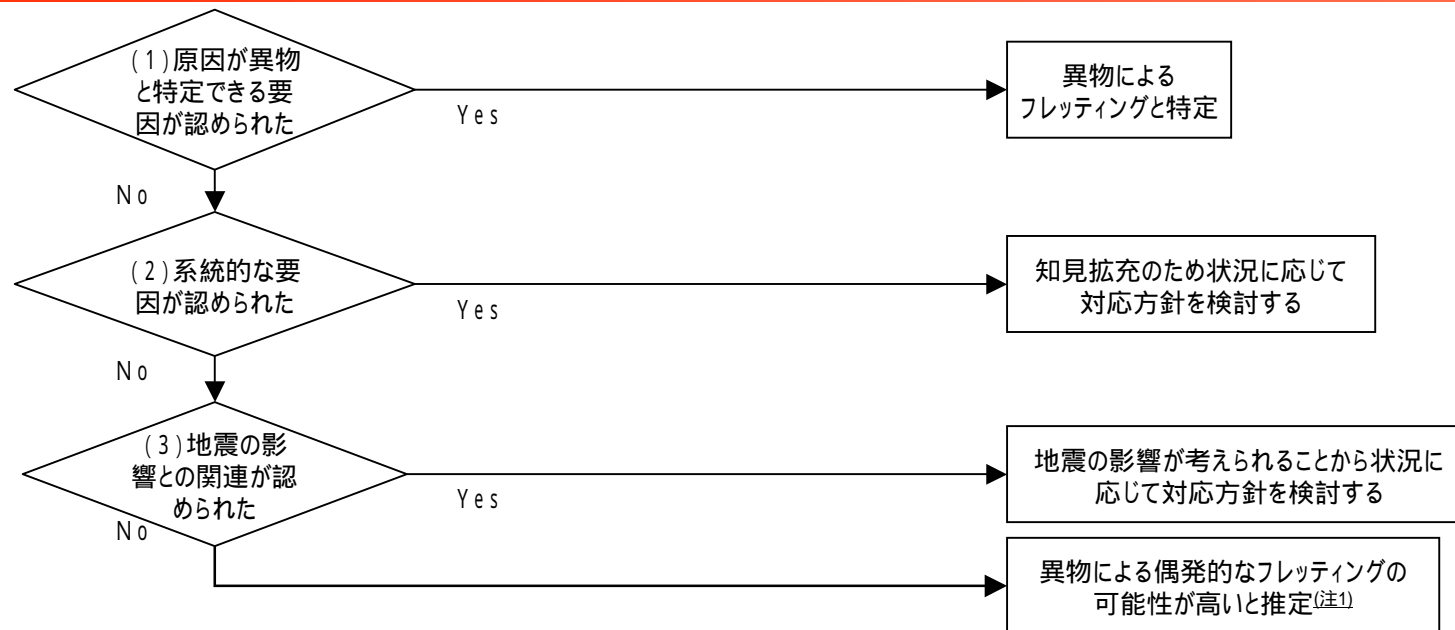 (1)原因が異物
と特定できる要
因が認められた
Yes
異物による
フレッティングと特定
No
(2)系統的な要
因が認められた
Yes
知見拡充のため状況に応じて
対応方針を検討する
No
(3)地震の影
響との関連が認
められた
Yes
地震の影響が考えられることから状況に
応じて対応方針を検討する
No
異物による偶発的なフレッティングの
可能性が高いと推定(注1)